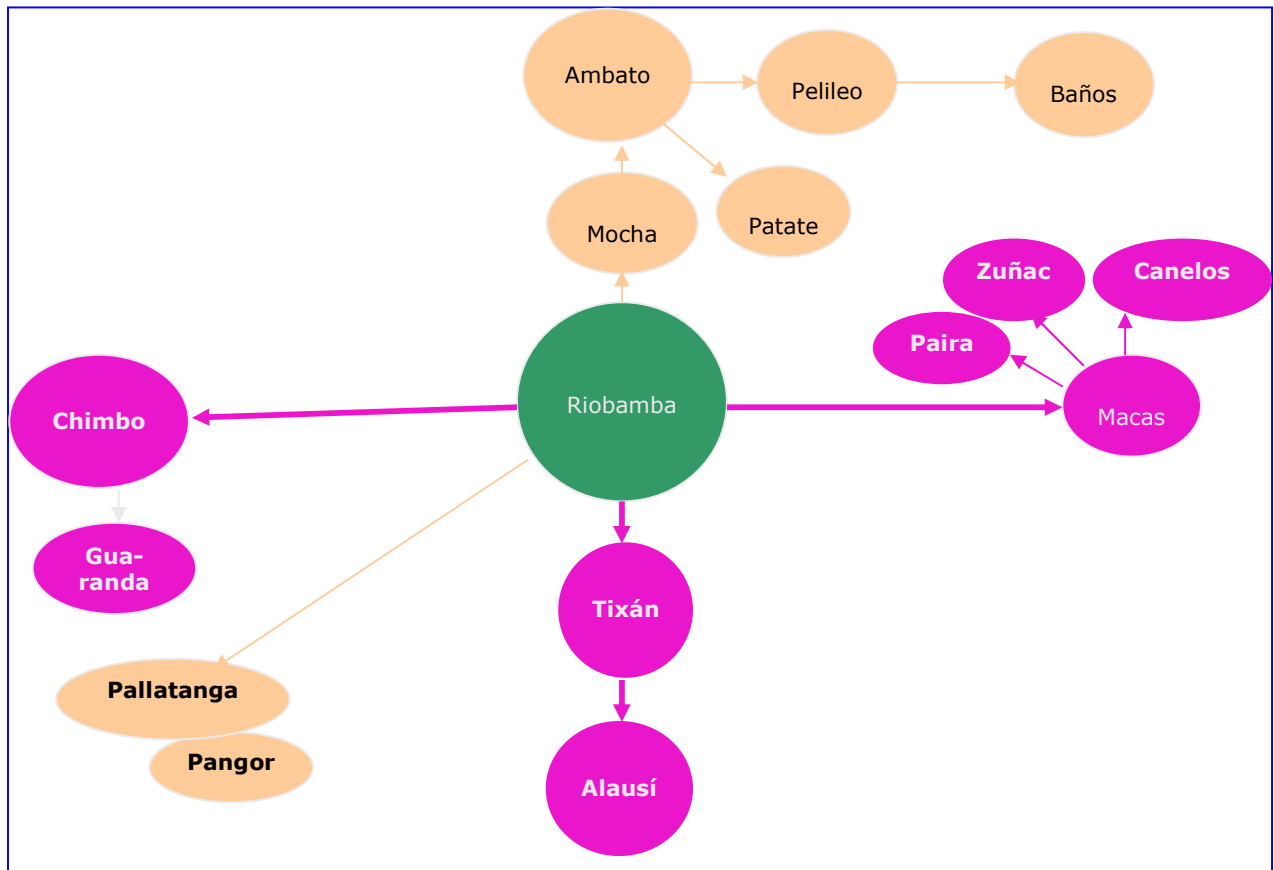 Ambato
Pelileo
Baños
Mocha
Patate
Zuñac
Canelos
Paira
Riobamba
Macas
Chimbo
Gua-
randa
Tixán
Pallatanga
Pangor
Alausí